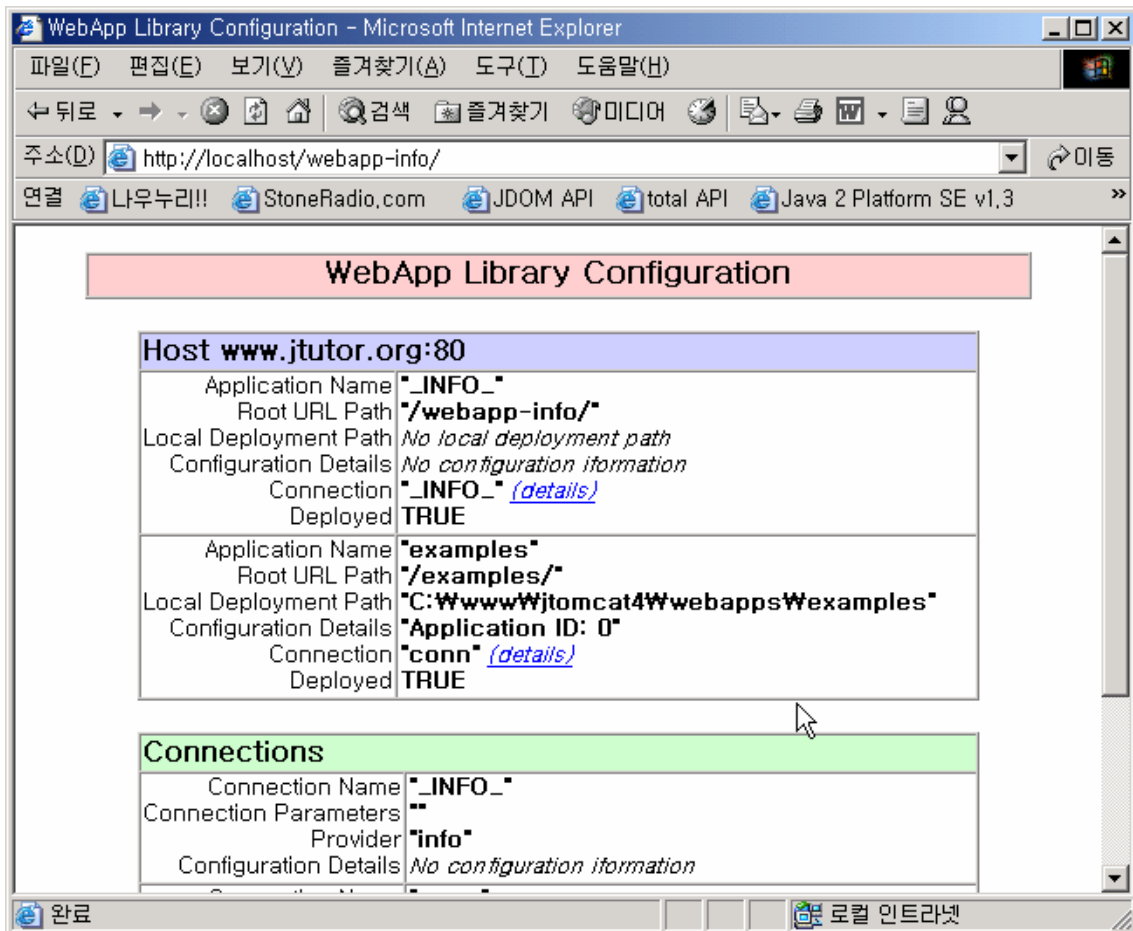 WebApp Library Configuration - Microsoft Internet Explorer
파일(F) 편집(E) 보기(V) 즐겨찾기(A) 도구(T) 도움말(H)
뒤로 검색 즐겨찾기 미디어
주소(D) http://localhost/webapp-info/ 이동
연결 나우누리!! StoneRadio,com JDOM API total API Java 2 Platform SE v1,3 »
WebApp Library Configuration
Host www.jtutor.org:80
Application Name "_INFO_"
Root URL Path "/webapp-info/"
Local Deployment Path No local deployment path
Configuration Details No configuration iformation
Connection "_INFO_" (details)
Deployed TRUE
Application Name "examples"
Root URL Path "/examples/"
Local Deployment Path "C:₩www₩jtomcat4₩webapps₩examples"
Configuration Details "Application ID: 0"
Connection "conn" (details)
Deployed TRUE
Connections
Connection Name "_INFO_"
Connection Parameters ""
Provider "info"
Configuration Details No configuration iformation
완료 로컬 인트라넷